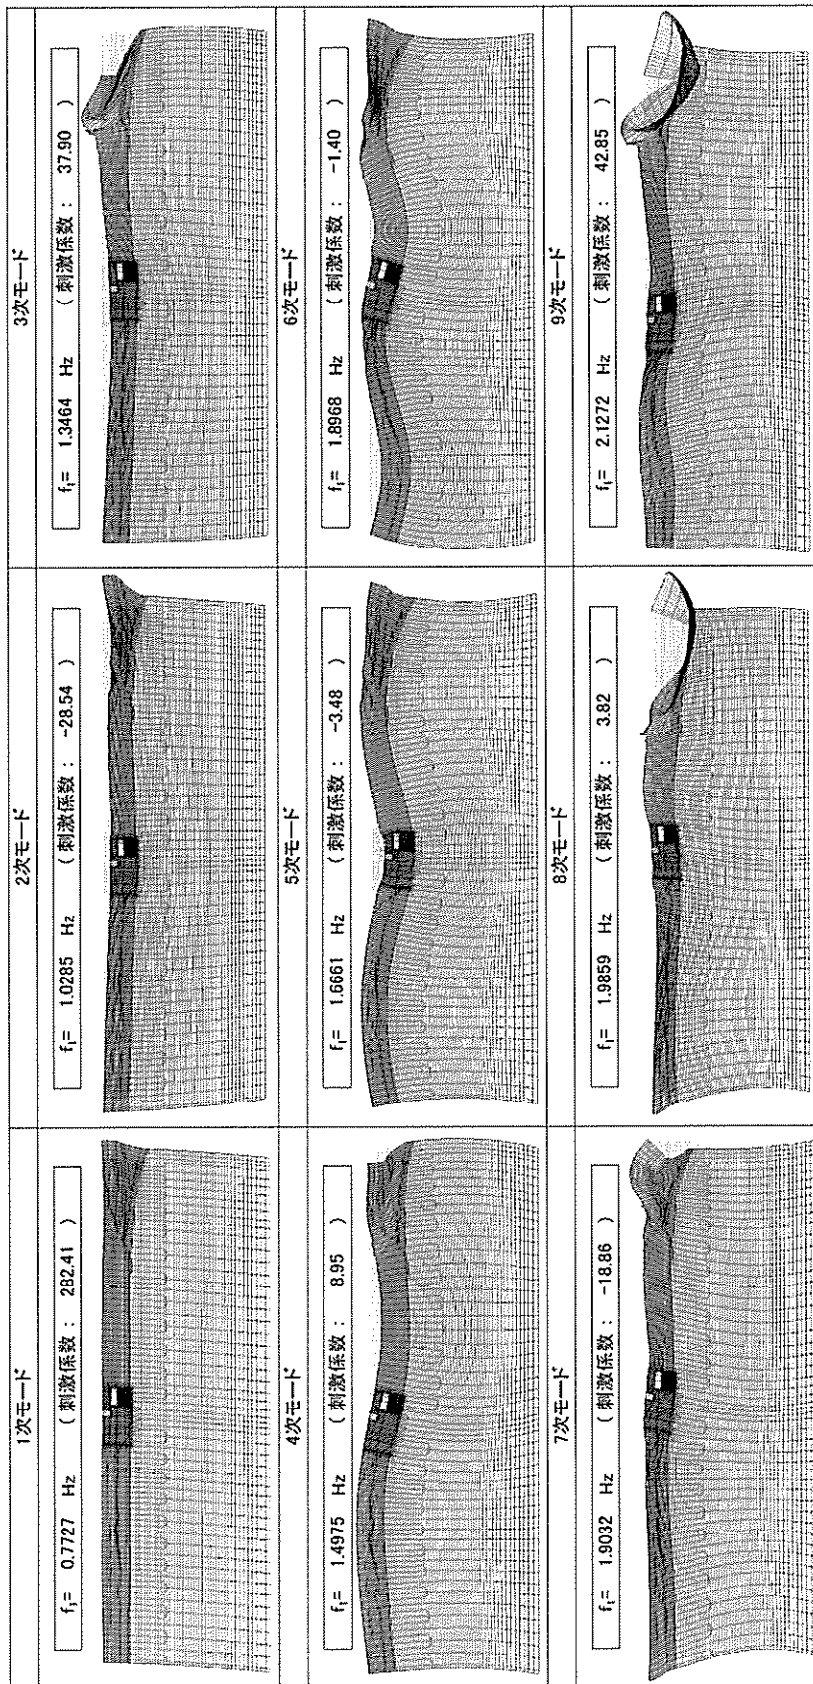 1次モード
f₁= 0.7727 Hz （ 刺激係数： 282.41 ）
2次モード
f₁= 1.0285 Hz （ 刺激係数： -28.54 ）
3次モード
f₁= 1.3464 Hz （ 刺激係数： 37.90 ）
4次モード
f₁= 1.4975 Hz （ 刺激係数： 8.95 ）
5次モード
f₁= 1.6661 Hz （ 刺激係数： -3.48 ）
6次モード
f₁= 1.8968 Hz （ 刺激係数： -1.40 ）
7次モード
f₁= 1.9032 Hz （ 刺激係数： -18.86 ）
8次モード
f₁= 1.9859 Hz （ 刺激係数： 3.82 ）
9次モード
f₁= 2.1272 Hz （ 刺激係数： 42.85 ）